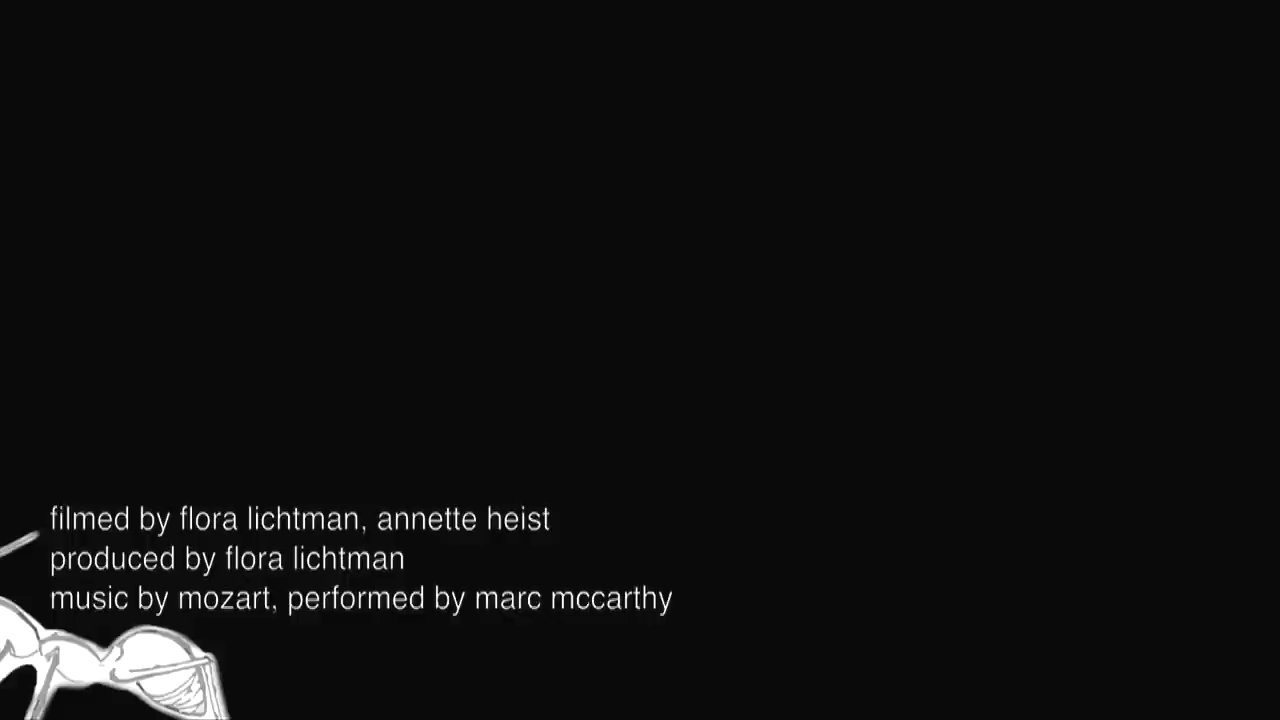 filmed by flora lichtman, annette heist
produced by flora lichtman
music by mozart, performed by marc mccarthy